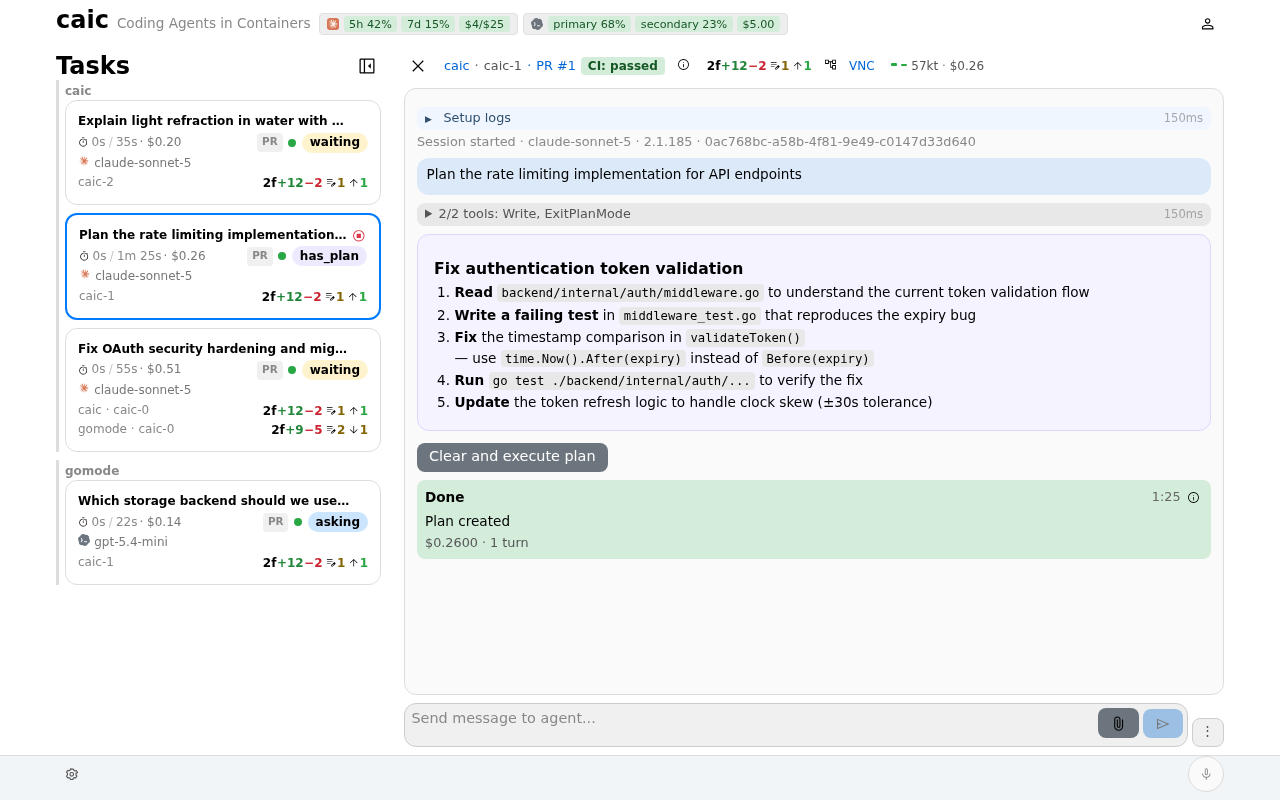 caic Coding Agents in Containers 5h 42% 7d 15% $4/$25 primary 68% secondary 23% $5.00
Tasks
caic
Explain light refraction in water with …
0s / 35s · $0.20 PR waiting
claude-sonnet-5
caic-2 2f+12−2 1 ↑1
Plan the rate limiting implementation…
0s / 1m 25s · $0.26 PR has_plan
claude-sonnet-5
caic-1 2f+12−2 1 ↑1
Fix OAuth security hardening and mig…
0s / 55s · $0.51 PR waiting
claude-sonnet-5
caic · caic-0 2f+12−2 1 ↑1
gomode · caic-0 2f+9−5 2 ↓1
gomode
Which storage backend should we use…
0s / 22s · $0.14 PR asking
gpt-5.4-mini
caic-1 2f+12−2 1 ↑1
caic · caic-1 · PR #1 CI: passed 2f+12−2 1 ↑1 VNC 57kt · $0.26
▸ Setup logs 150ms
Session started · claude-sonnet-5 · 2.1.185 · 0ac768bc-a58b-4f81-9e49-c0147d33d640
Plan the rate limiting implementation for API endpoints
▶ 2/2 tools: Write, ExitPlanMode 150ms
Fix authentication token validation
1. Read backend/internal/auth/middleware.go to understand the current token validation flow
2. Write a failing test in middleware_test.go that reproduces the expiry bug
3. Fix the timestamp comparison in validateToken()
— use time.Now().After(expiry) instead of Before(expiry)
4. Run go test ./backend/internal/auth/... to verify the fix
5. Update the token refresh logic to handle clock skew (±30s tolerance)
Clear and execute plan
Done 1:25
Plan created
$0.2600 · 1 turn
Send message to agent…